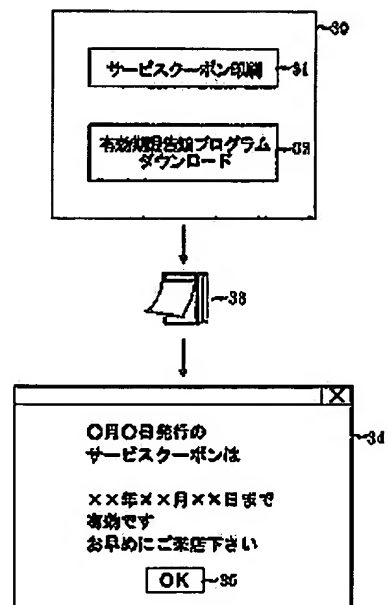 30
サービスクーポン印刷
31
有効期限告知プログラム
32
ダウンロード
33
X
34
〇月〇日発行の
サービスクーポンは
××年××月××日まで
有効です
お早めにご来店下さい
OK
35